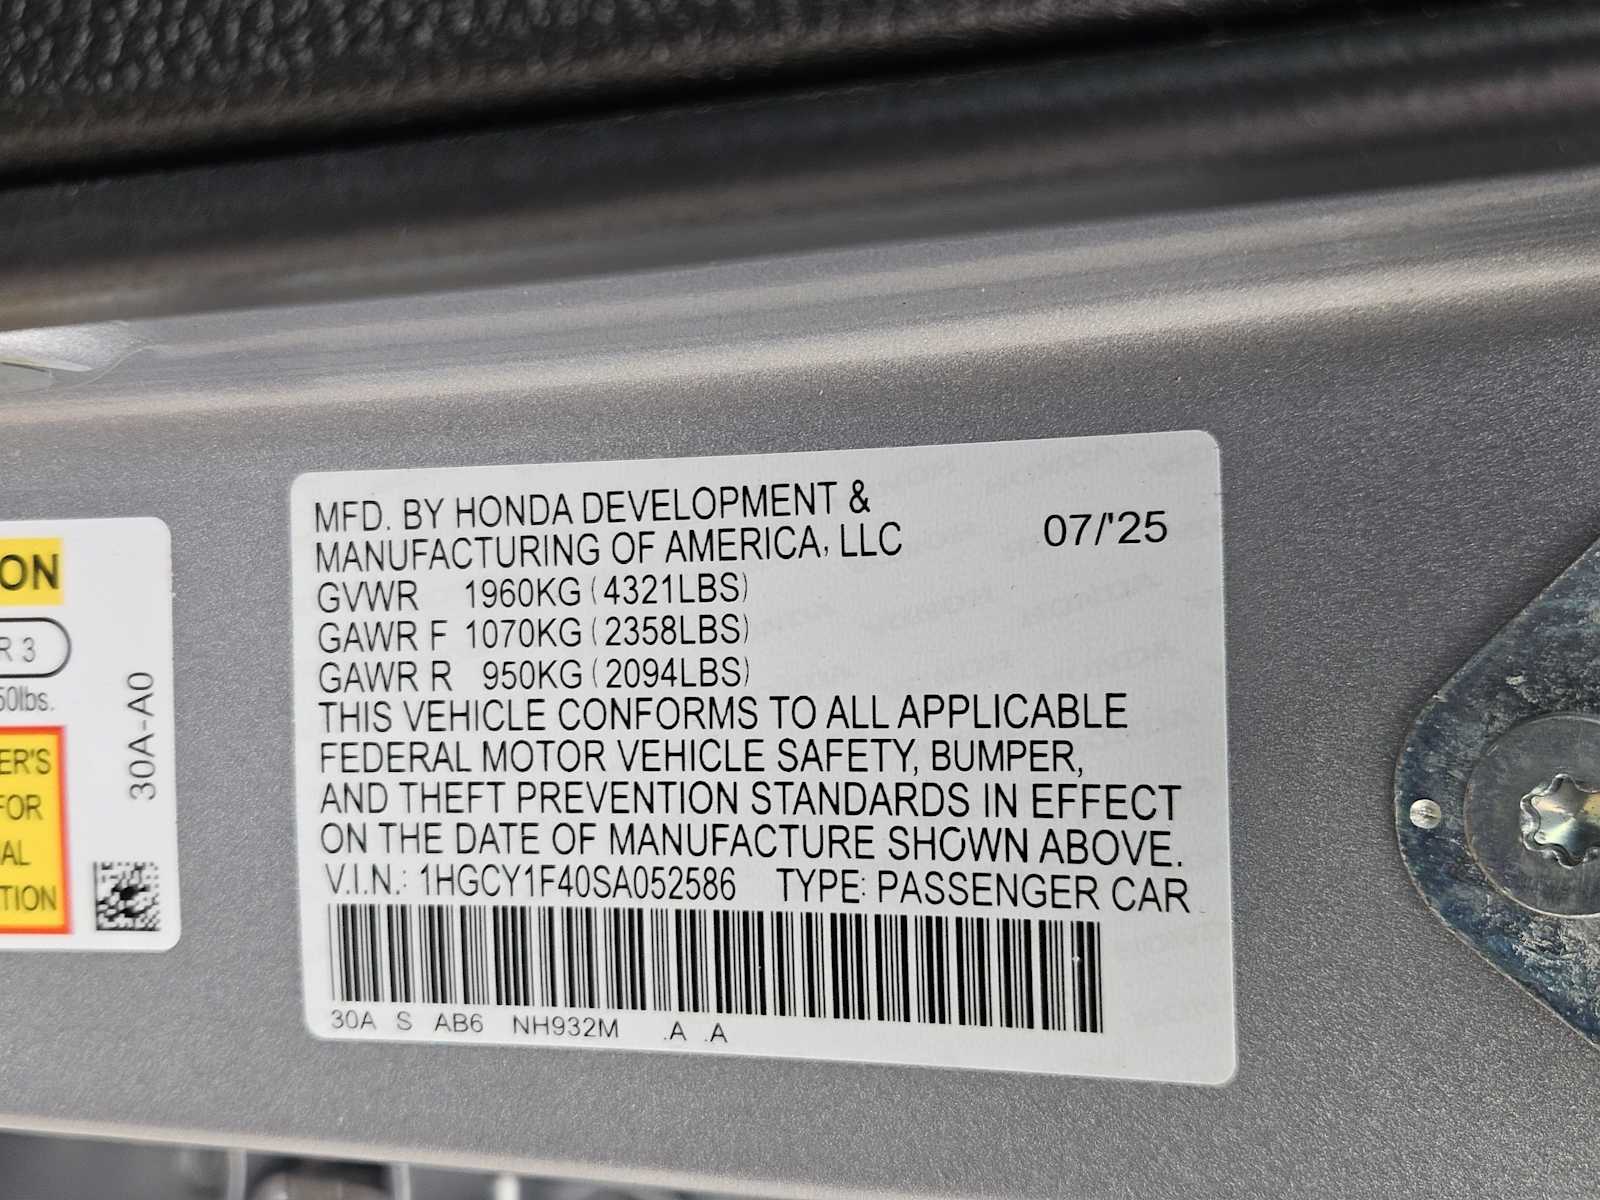 MFD. BY HONDA DEVELOPMENT &
MANUFACTURING OF AMERICA, LLC
07/'25
GVWR 1960KG (4321LBS)
GAWR F 1070KG (2358LBS)
GAWR R 950KG (2094LBS)
THIS VEHICLE CONFORMS TO ALL APPLICABLE
FEDERAL MOTOR VEHICLE SAFETY, BUMPER,
AND THEFT PREVENTION STANDARDS IN EFFECT
ON THE DATE OF MANUFACTURE SHOWN ABOVE.
V.I.N.: 1HGCY1F40SA052586 TYPE: PASSENGER CAR
30A S AB6 NH932M .A .A
ON
R 3
50lbs.
ER'S
FOR
AL
TION
30A-A0